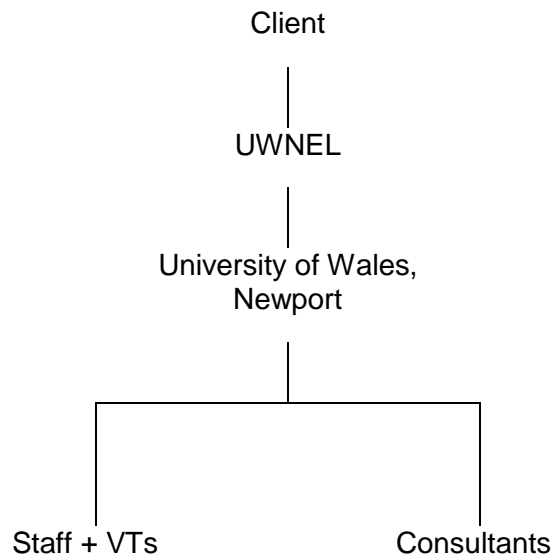 Client
UWNEL
University of Wales,
Newport
Staff + VTs
Consultants